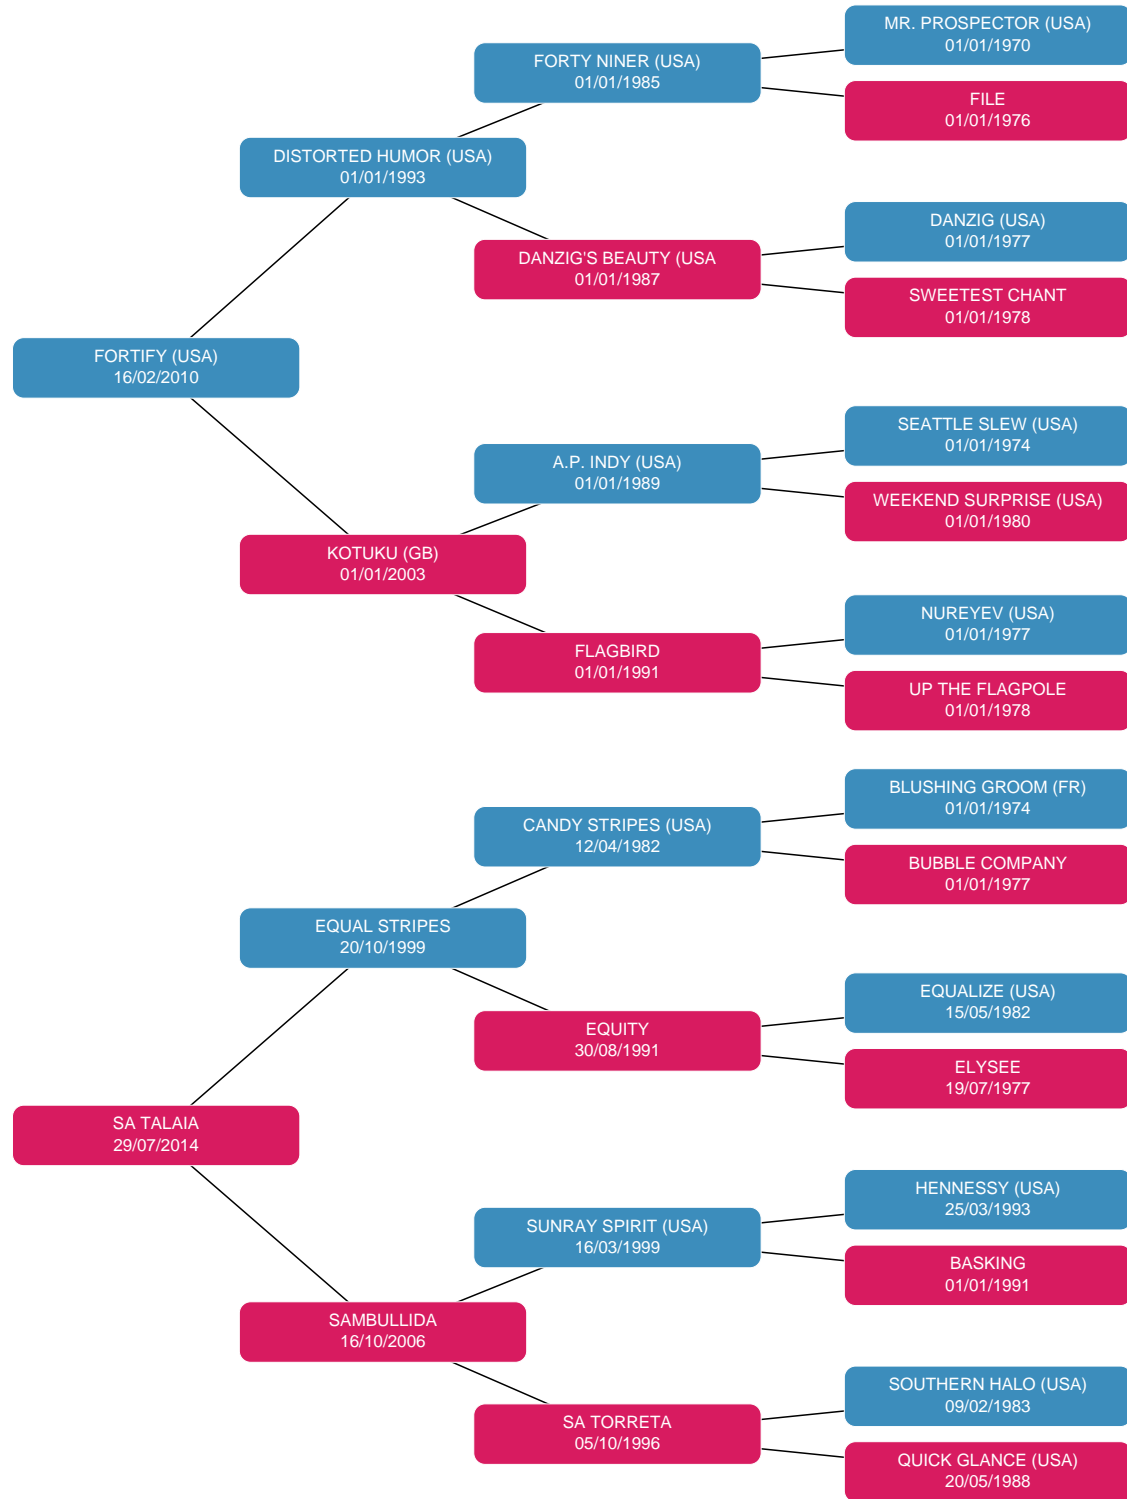 MR. PROSPECTOR (USA)
01/01/1970
FORTY NINER (USA)
01/01/1985
FILE
01/01/1976
DISTORTED HUMOR (USA)
01/01/1993
DANZIG (USA)
01/01/1977
DANZIG'S BEAUTY (USA
01/01/1987
SWEETEST CHANT
01/01/1978
FORTIFY (USA)
16/02/2010
SEATTLE SLEW (USA)
01/01/1974
A.P. INDY (USA)
01/01/1989
WEEKEND SURPRISE (USA)
01/01/1980
KOTUKU (GB)
01/01/2003
NUREYEV (USA)
01/01/1977
FLAGBIRD
01/01/1991
UP THE FLAGPOLE
01/01/1978
BLUSHING GROOM (FR)
01/01/1974
CANDY STRIPES (USA)
12/04/1982
BUBBLE COMPANY
01/01/1977
EQUAL STRIPES
20/10/1999
EQUALIZE (USA)
15/05/1982
EQUITY
30/08/1991
ELYSEE
19/07/1977
SA TALAIA
29/07/2014
HENNESSY (USA)
25/03/1993
SUNRAY SPIRIT (USA)
16/03/1999
BASKING
01/01/1991
SAMBULLIDA
16/10/2006
SOUTHERN HALO (USA)
09/02/1983
SA TORRETA
05/10/1996
QUICK GLANCE (USA)
20/05/1988